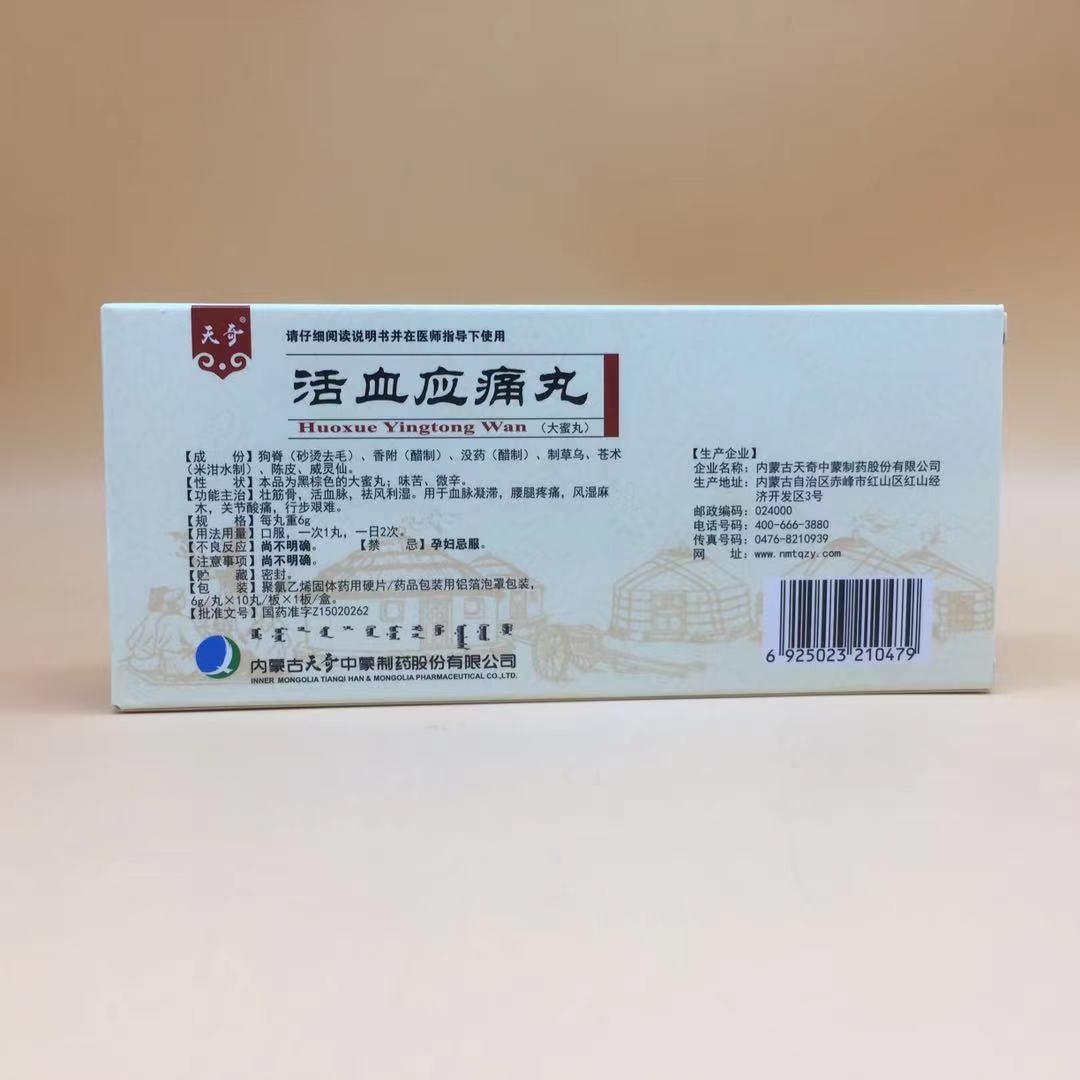 天奇®
请仔细阅读说明书并在医师指导下使用
活血应痛丸
Huoxue Yingtong Wan（大蜜丸）
【成　　份】狗脊（砂烫去毛）、香附（醋制）、没药（醋制）、制草乌、苍术
（米泔水制）、陈皮、威灵仙。
【性　　状】本品为黑棕色的大蜜丸；味苦、微辛。
【功能主治】壮筋骨，活血脉，祛风利湿。用于血脉凝滞，腰腿疼痛，风湿麻
木，关节酸痛，行步艰难。
【规　　格】每丸重6g
【用法用量】口服，一次1丸，一日2次。
【不良反应】尚不明确。　【禁　　忌】孕妇忌服。
【注意事项】尚不明确。
【贮　　藏】密封。
【包　　装】聚氯乙烯固体药用硬片/药品包装用铝箔泡罩包装，
6g/丸×10丸/板×1板/盒。
【批准文号】国药准字Z15020262
内蒙古天奇中蒙制药股份有限公司
INNER MONGOLIA TIANQI HAN & MONGOLIA PHARMACEUTICAL CO.,LTD.
【生产企业】
企业名称：内蒙古天奇中蒙制药股份有限公司
生产地址：内蒙古自治区赤峰市红山区红山经
济开发区3号
邮政编码：024000
电话号码：400-666-3880
传真号码：0476-8210939
网　　址：www.nmtqzy.com
6 925023 210479